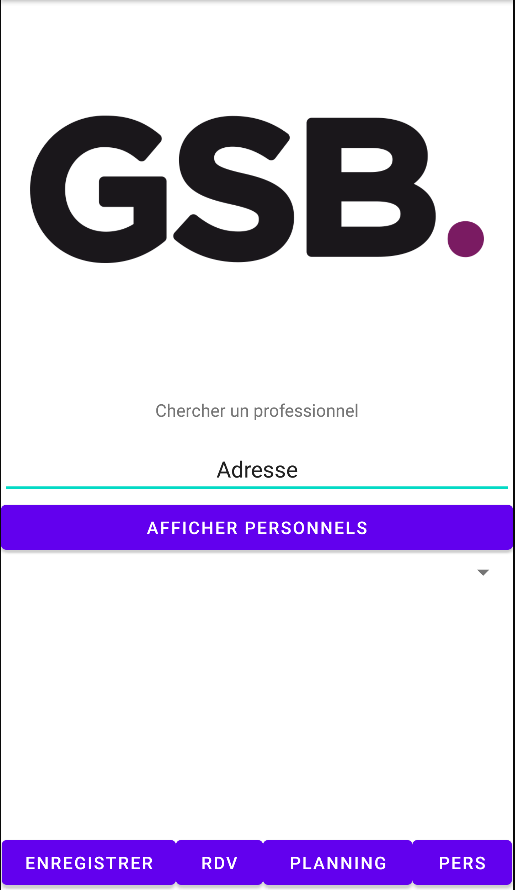 GSB.
Chercher un professionnel
Adresse
AFFICHER PERSONNELS
ENREGISTRER RDV PLANNING PERS